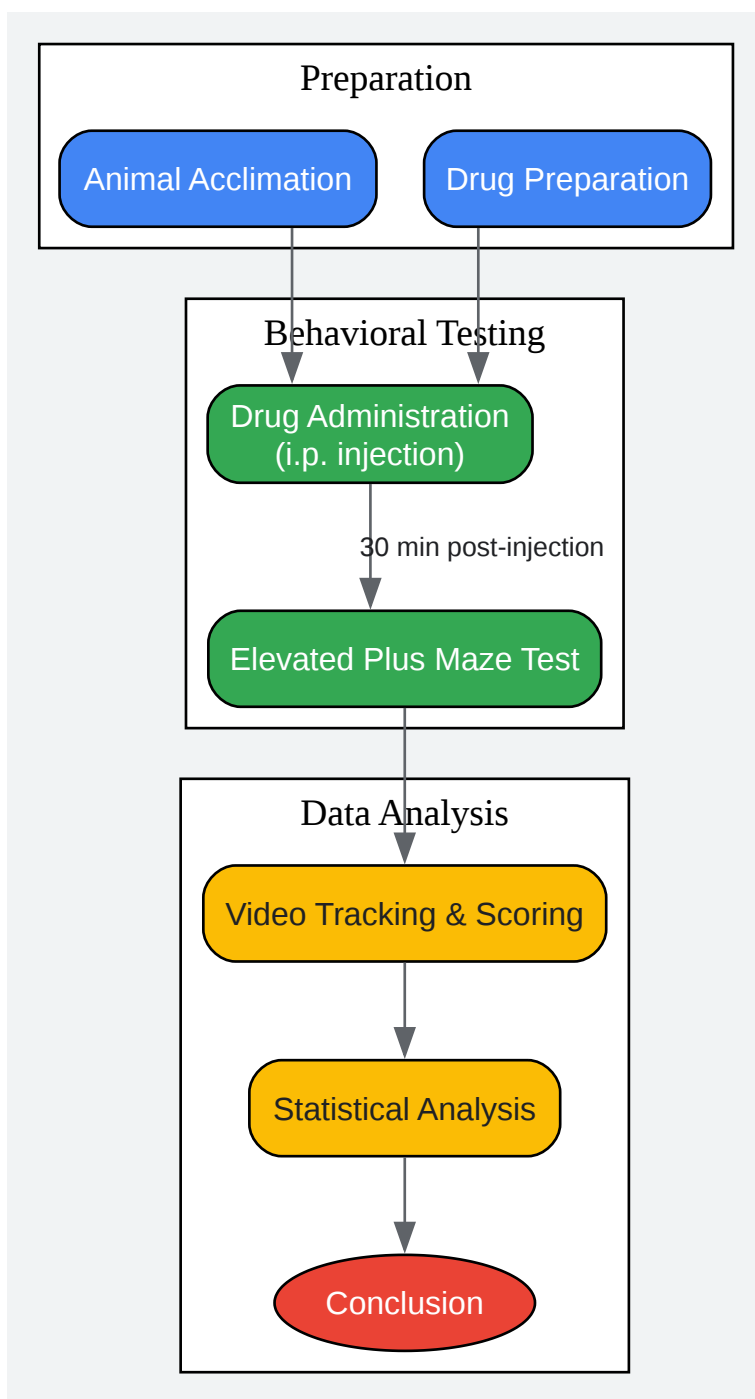 Preparation
Animal Acclimation
Drug Preparation
Behavioral Testing
Drug Administration
(i.p. injection)
30 min post-injection
Elevated Plus Maze Test
Data Analysis
Video Tracking & Scoring
Statistical Analysis
Conclusion